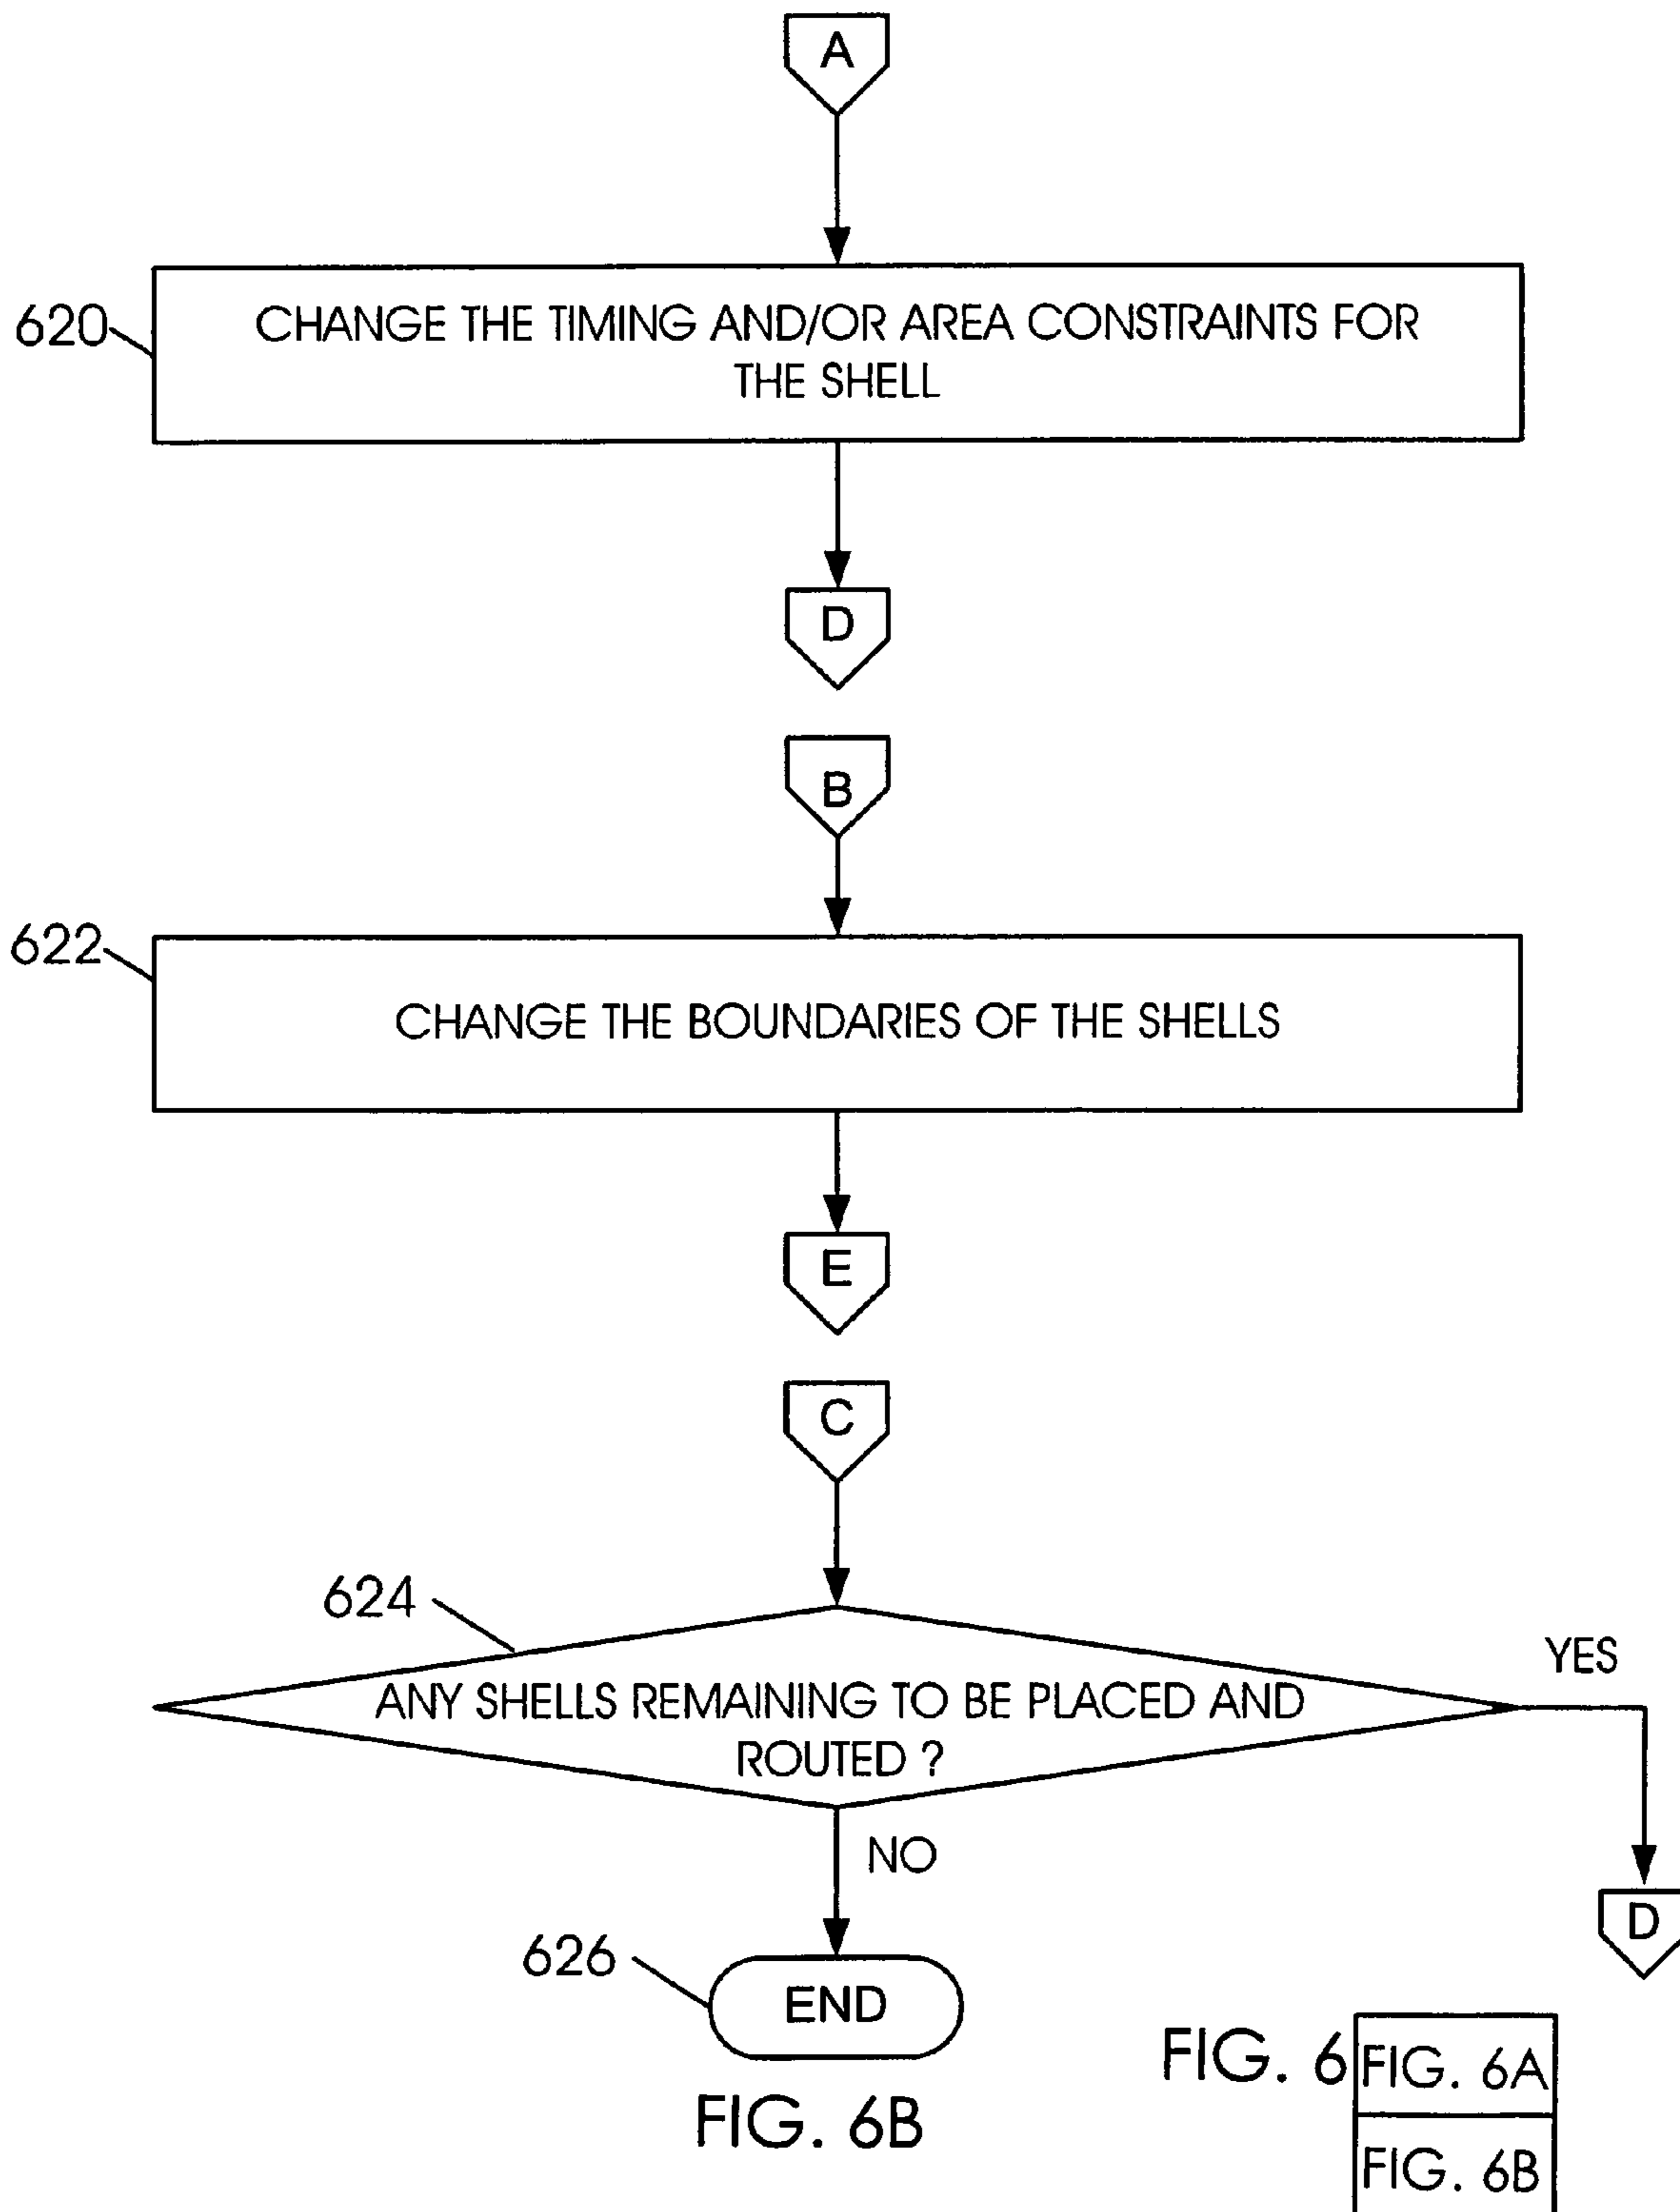 A
620
CHANGE THE TIMING AND/OR AREA CONSTRAINTS FOR
THE SHELL
D
B
622
CHANGE THE BOUNDARIES OF THE SHELLS
E
C
624
YES
ANY SHELLS REMAINING TO BE PLACED AND
ROUTED ?
NO
D
626
END
FIG. 6
FIG. 6A
FIG. 6B
FIG. 6B